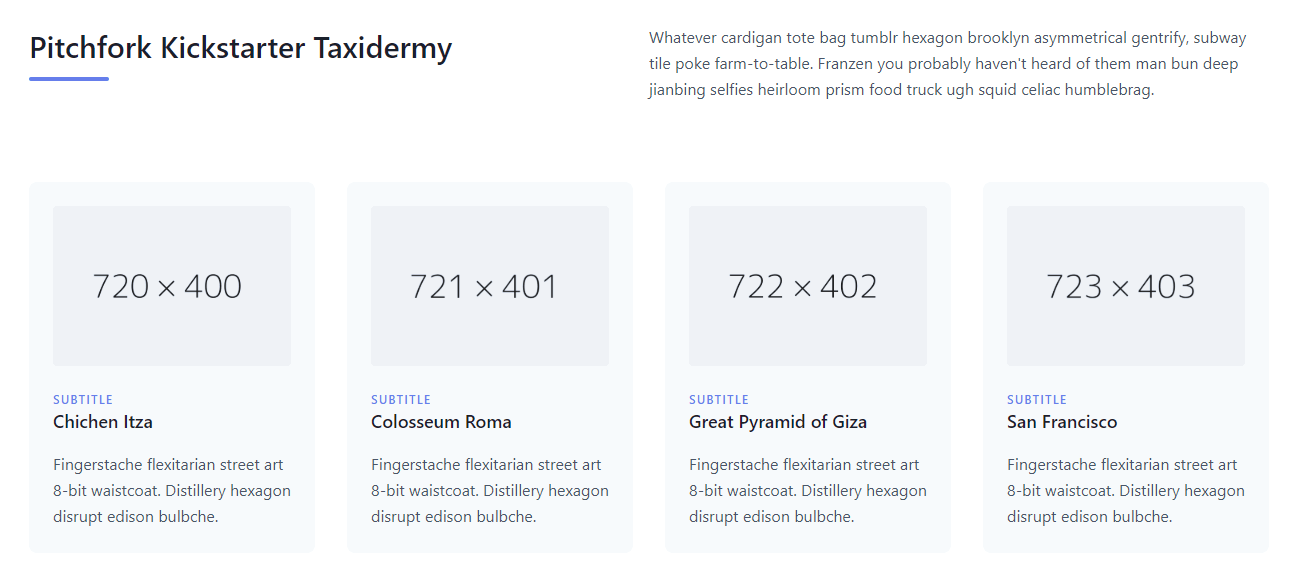 Pitchfork Kickstarter Taxidermy
Whatever cardigan tote bag tumblr hexagon brooklyn asymmetrical gentrify, subway
tile poke farm-to-table. Franzen you probably haven't heard of them man bun deep
jianbing selfies heirloom prism food truck ugh squid celiac humblebrag.
720 × 400
SUBTITLE
Chichen Itza
Fingerstache flexitarian street art
8-bit waistcoat. Distillery hexagon
disrupt edison bulbche.
721 × 401
SUBTITLE
Colosseum Roma
Fingerstache flexitarian street art
8-bit waistcoat. Distillery hexagon
disrupt edison bulbche.
722 × 402
SUBTITLE
Great Pyramid of Giza
Fingerstache flexitarian street art
8-bit waistcoat. Distillery hexagon
disrupt edison bulbche.
723 × 403
SUBTITLE
San Francisco
Fingerstache flexitarian street art
8-bit waistcoat. Distillery hexagon
disrupt edison bulbche.